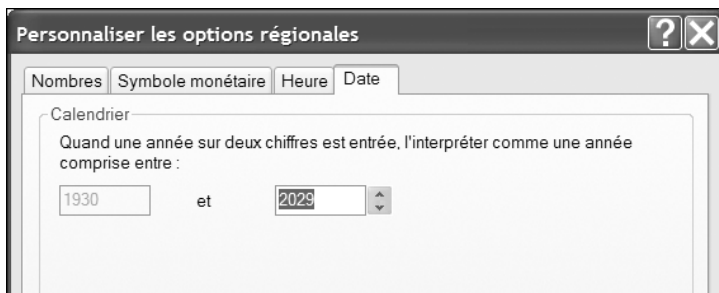 Personnaliser les options régionales
Nombres Symbole monétaire Heure Date
Calendrier
Quand une année sur deux chiffres est entrée, l'interpréter comme une année
comprise entre :
1930 et 2029